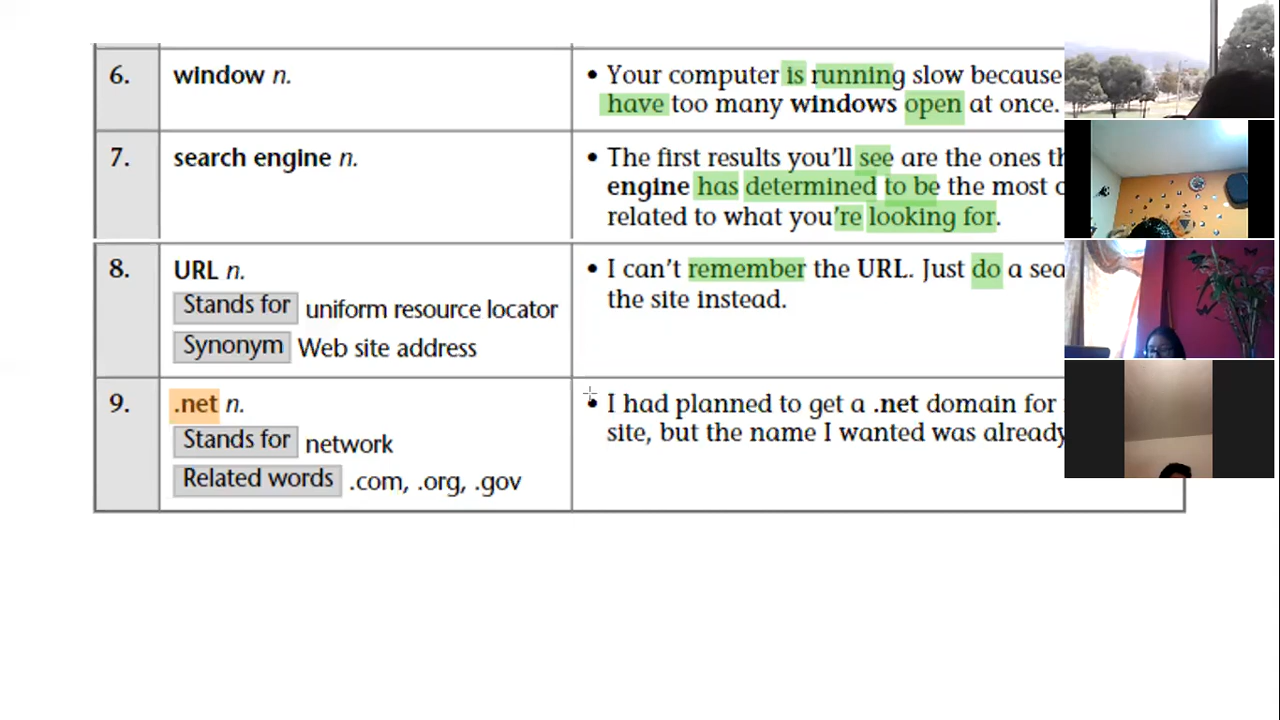 6. window n. • Your computer is running slow because
have too many windows open at once.
7. search engine n. • The first results you'll see are the ones
engine has determined to be the most
related to what you're looking for.
8. URL n. • I can't remember the URL. Just do a
Stands for uniform resource locator the site instead.
Synonym Web site address
9. .net n. • I had planned to get a .net domain for
Stands for network site, but the name I wanted was already
Related words .com, .org, .gov